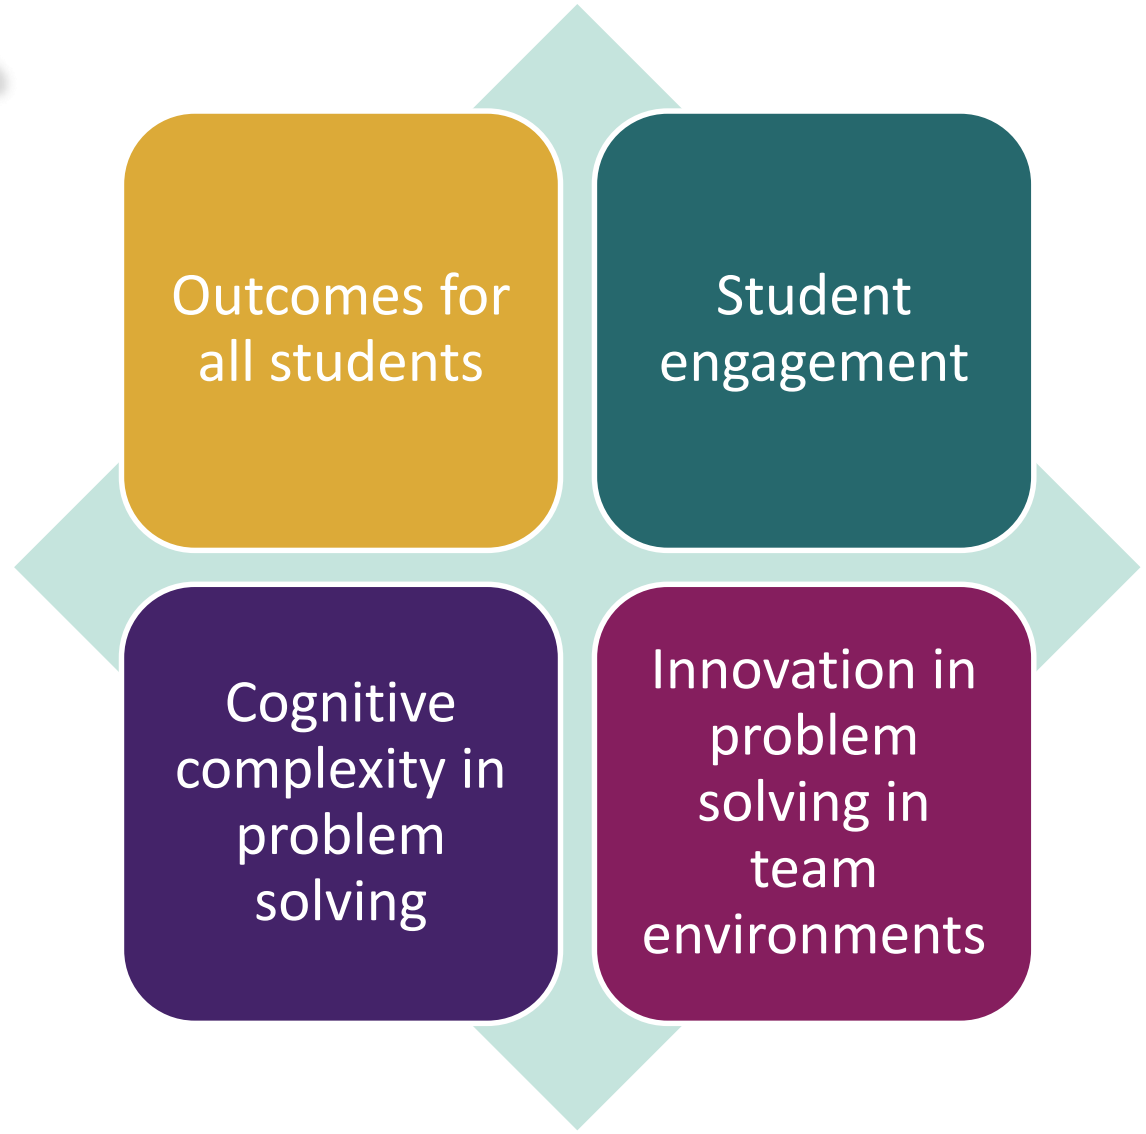 Outcomes for
all students
Student
engagement
Cognitive
complexity in
problem
solving
Innovation in
problem
solving in
team
environments